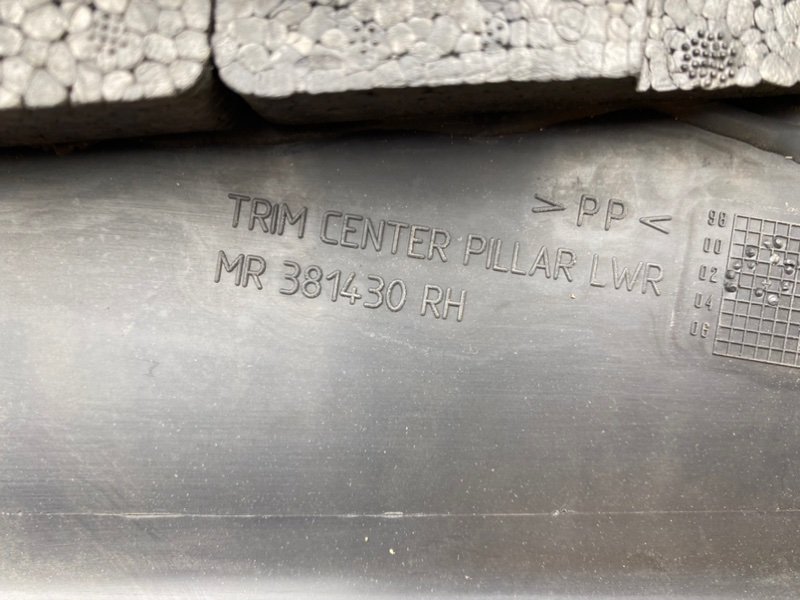 > PP <
TRIM CENTER PILLAR LWR
MR 381430 RH
98
00
02
04
06